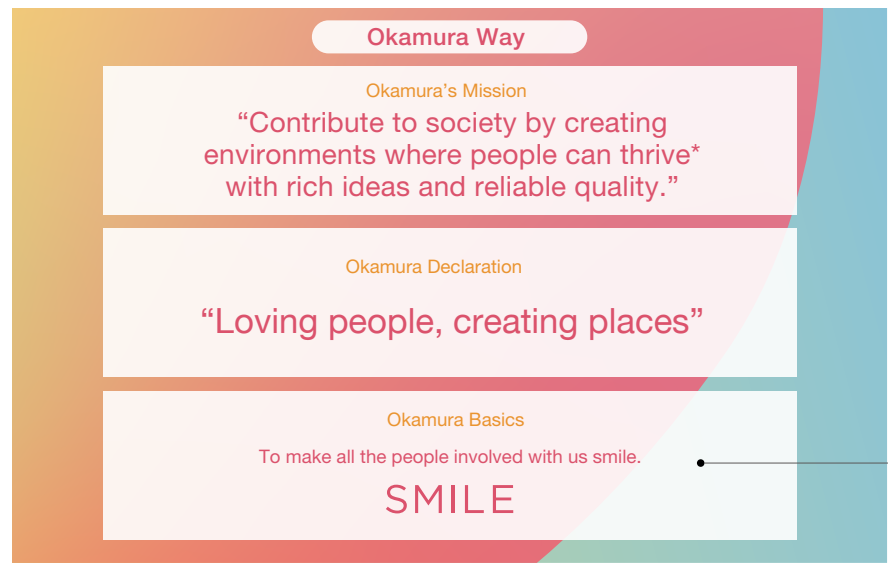 Okamura Way
Okamura's Mission
“Contribute to society by creating
environments where people can thrive*
with rich ideas and reliable quality.”
Okamura Declaration
“Loving people, creating places”
Okamura Basics
To make all the people involved with us smile.
SMILE